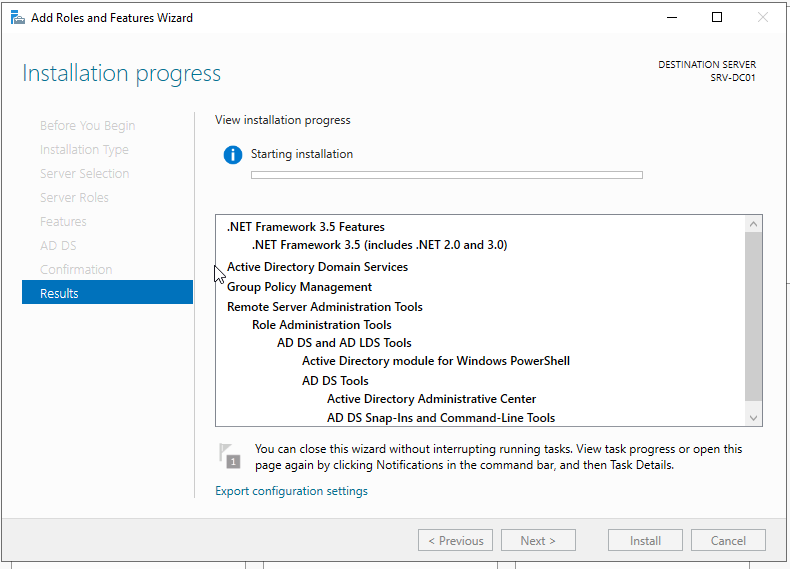 Add Roles and Features Wizard
Installation progress
DESTINATION SERVER
SRV-DC01
Before You Begin
Installation Type
Server Selection
Server Roles
Features
AD DS
Confirmation
Results
View installation progress
Starting installation
.NET Framework 3.5 Features
.NET Framework 3.5 (includes .NET 2.0 and 3.0)
Active Directory Domain Services
Group Policy Management
Remote Server Administration Tools
Role Administration Tools
AD DS and AD LDS Tools
Active Directory module for Windows PowerShell
AD DS Tools
Active Directory Administrative Center
AD DS Snap-Ins and Command-Line Tools
1
You can close this wizard without interrupting running tasks. View task progress or open this
page again by clicking Notifications in the command bar, and then Task Details.
Export configuration settings
< Previous
Next >
Install
Cancel